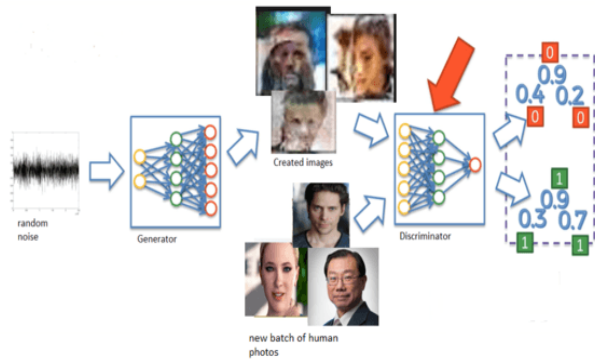 0
0.9
0.4 0.2
0 0
Created images
random
noise
Generator
Discriminator
1
0.9
0.3 0.7
1 1
new batch of human
photos